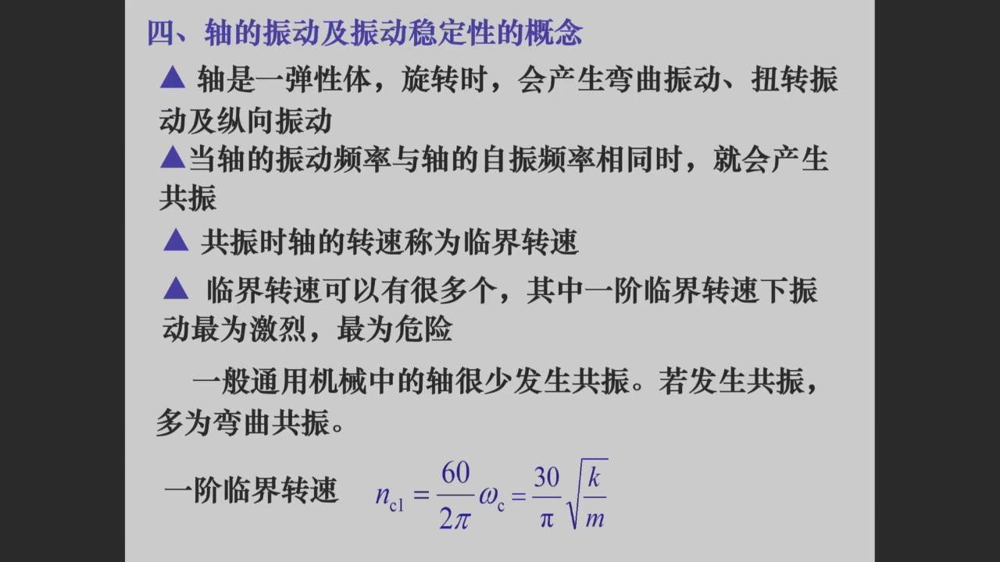 四、轴的振动及振动稳定性的概念
▲ 轴是一弹性体，旋转时，会产生弯曲振动、扭转振
动及纵向振动
▲当轴的振动频率与轴的自振频率相同时，就会产生
共振
▲ 共振时轴的转速称为临界转速
▲ 临界转速可以有很多个，其中一阶临界转速下振
动最为激烈，最为危险
一般通用机械中的轴很少发生共振。若发生共振，
多为弯曲共振。
一阶临界转速 n_c1 = 60/2π ω_c = 30/π √(k/m)